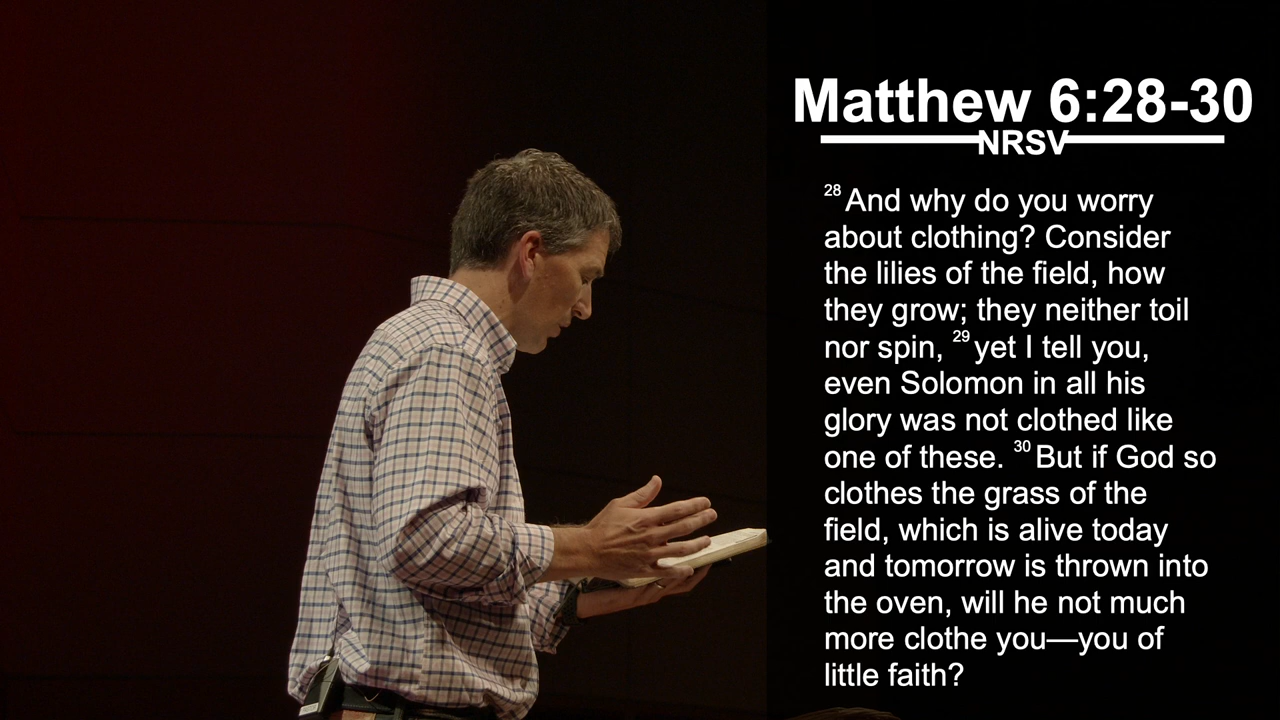 Matthew 6:28-30
NRSV
28 And why do you worry
about clothing? Consider
the lilies of the field, how
they grow; they neither toil
nor spin, 29 yet I tell you,
even Solomon in all his
glory was not clothed like
one of these. 30 But if God so
clothes the grass of the
field, which is alive today
and tomorrow is thrown into
the oven, will he not much
more clothe you—you of
little faith?